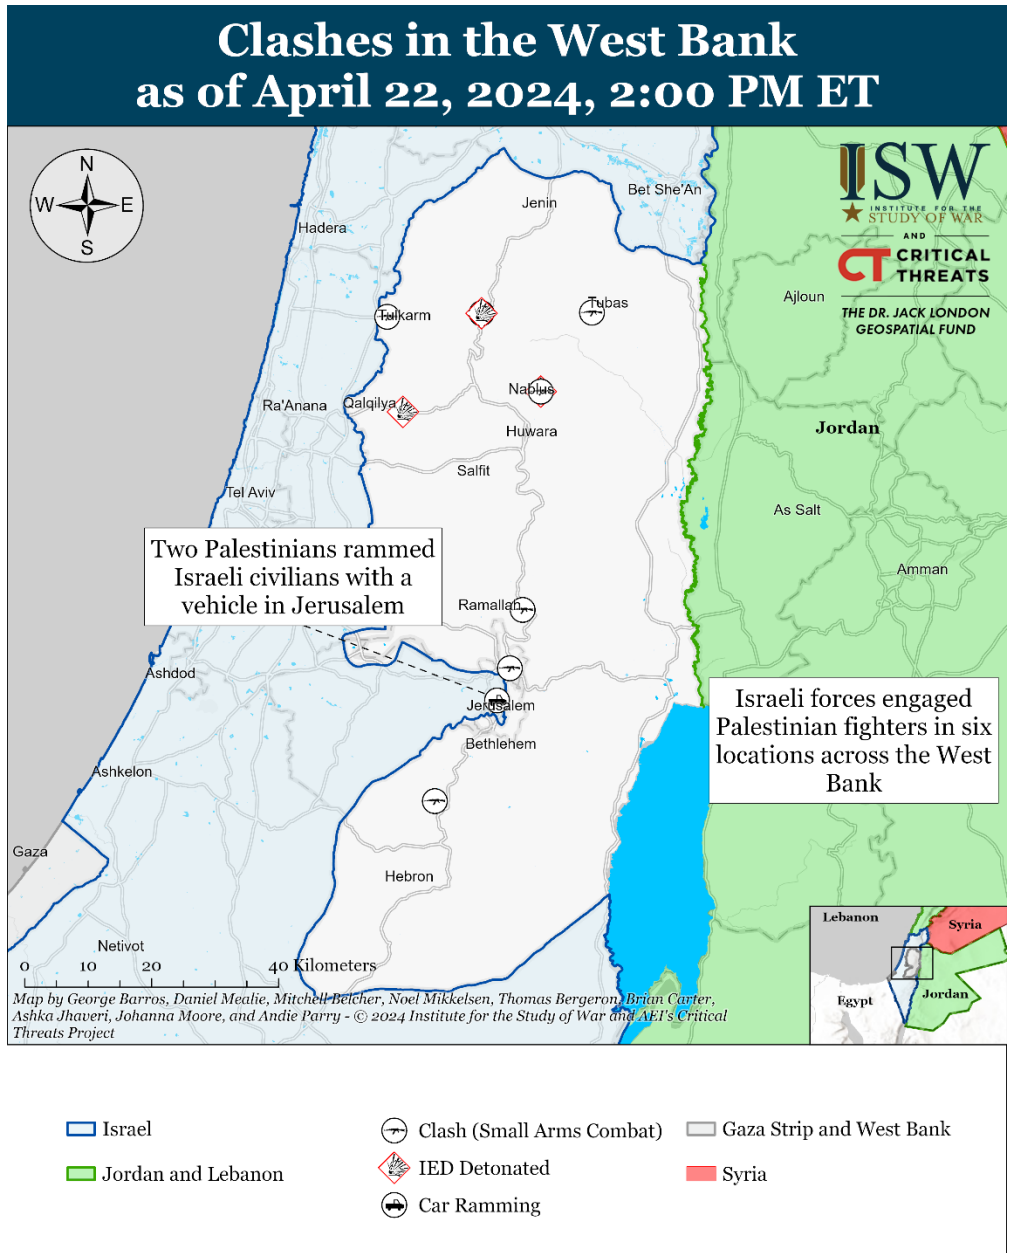 Clashes in the West Bank
as of April 22, 2024, 2:00 PM ET
N
W
E
S
ISW
INSTITUTE FOR THE
STUDY OF WAR
AND
CT CRITICAL
THREATS
THE DR. JACK LONDON
GEOSPATIAL FUND
Bet She'An
Jenin
Hadera
Ajloun
Tubas
Tulkarm
Nablus
Qalqilya
Ra'Anana
Jordan
Huwara
Salfit
Tel Aviv
As Salt
Two Palestinians rammed
Israeli civilians with a
vehicle in Jerusalem
Amman
Ramallah
Ashdod
Israeli forces engaged
Palestinian fighters in six
locations across the West
Bank
Jerusalem
Bethlehem
Ashkelon
Gaza
Hebron
Netivot
Lebanon
Syria
Egypt
Jordan
0 10 20 40 Kilometers
Map by George Barros, Daniel Mealie, Mitchell Belcher, Noel Mikkelsen, Thomas Bergeron, Brian Carter,
Ashka Jhaveri, Johanna Moore, and Andie Parry - © 2024 Institute for the Study of War and AEI's Critical
Threats Project
Israel
Clash (Small Arms Combat)
Gaza Strip and West Bank
Jordan and Lebanon
IED Detonated
Syria
Car Ramming